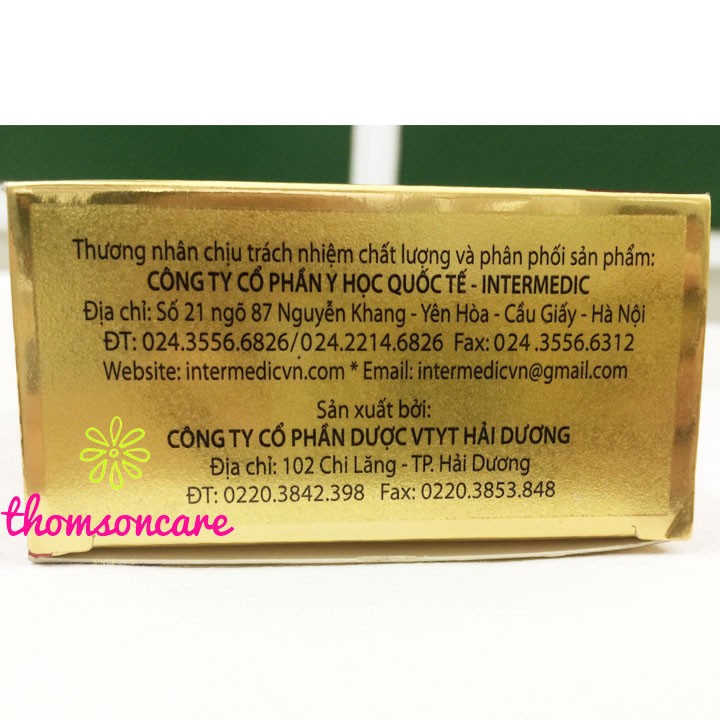 Thương nhân chịu trách nhiệm chất lượng và phân phối sản phẩm:
CÔNG TY CỔ PHẦN Y HỌC QUỐC TẾ - INTERMEDIC
Địa chỉ: Số 21 ngõ 87 Nguyễn Khang - Yên Hòa - Cầu Giấy - Hà Nội
ĐT: 024.3556.6826/024.2214.6826 Fax: 024 .3556.6312
Website: intermedicvn.com * Email: intermedicvn@gmail.com
Sản xuất bởi:
CÔNG TY CỔ PHẦN DƯỢC VTYT HẢI DƯƠNG
Địa chỉ: 102 Chi Lăng - TP. Hải Dương
ĐT: 0220.3842.398 Fax: 0220.3853.848
thomsoncare